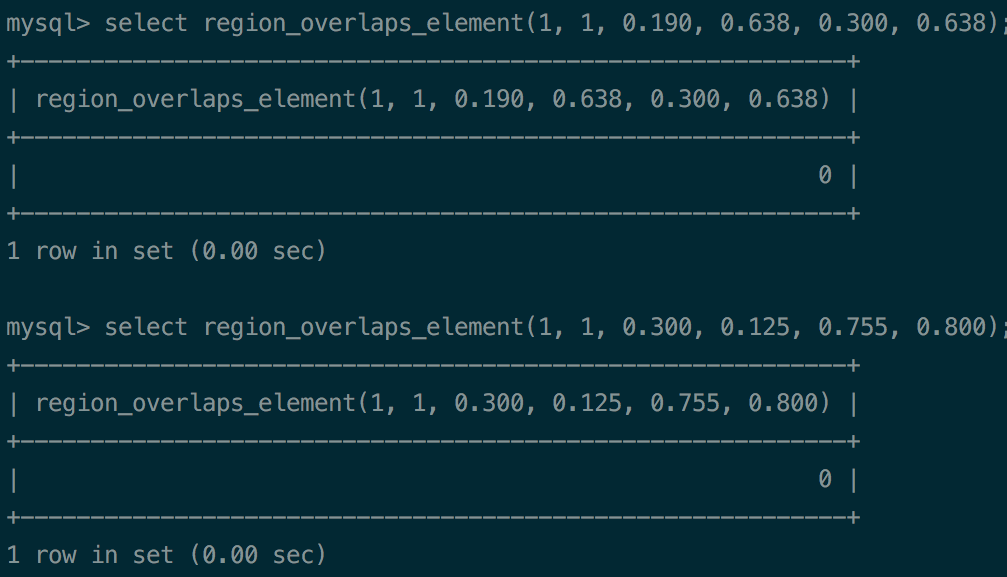 mysql> select region_overlaps_element(1, 1, 0.190, 0.638, 0.300, 0.638);
+-----------------------------------------------------------+
| region_overlaps_element(1, 1, 0.190, 0.638, 0.300, 0.638) |
+-----------------------------------------------------------+
|                                                         0 |
+-----------------------------------------------------------+
1 row in set (0.00 sec)

mysql> select region_overlaps_element(1, 1, 0.300, 0.125, 0.755, 0.800);
+-----------------------------------------------------------+
| region_overlaps_element(1, 1, 0.300, 0.125, 0.755, 0.800) |
+-----------------------------------------------------------+
|                                                         0 |
+-----------------------------------------------------------+
1 row in set (0.00 sec)